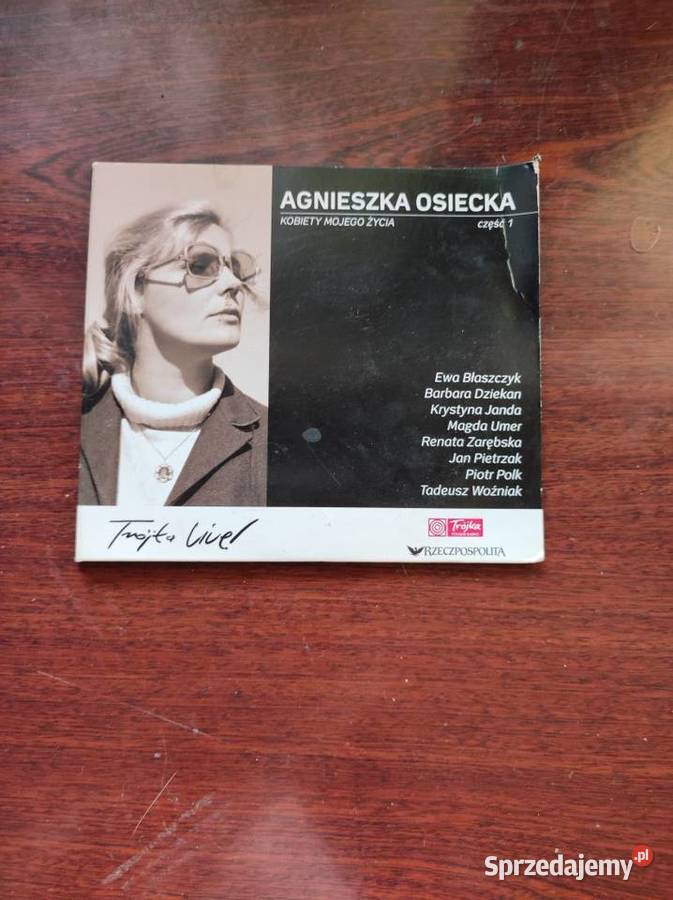 AGNIESZKA OSIECKA
KOBIETY MOJEGO ŻYCIA część 1
Ewa Błaszczyk
Barbara Dziekan
Krystyna Janda
Magda Umer
Renata Zarębska
Jan Pietrzak
Piotr Polk
Tadeusz Woźniak
Trójka Live!
Trójka
RZECZPOSPOLITA
Sprzedajemy.pl